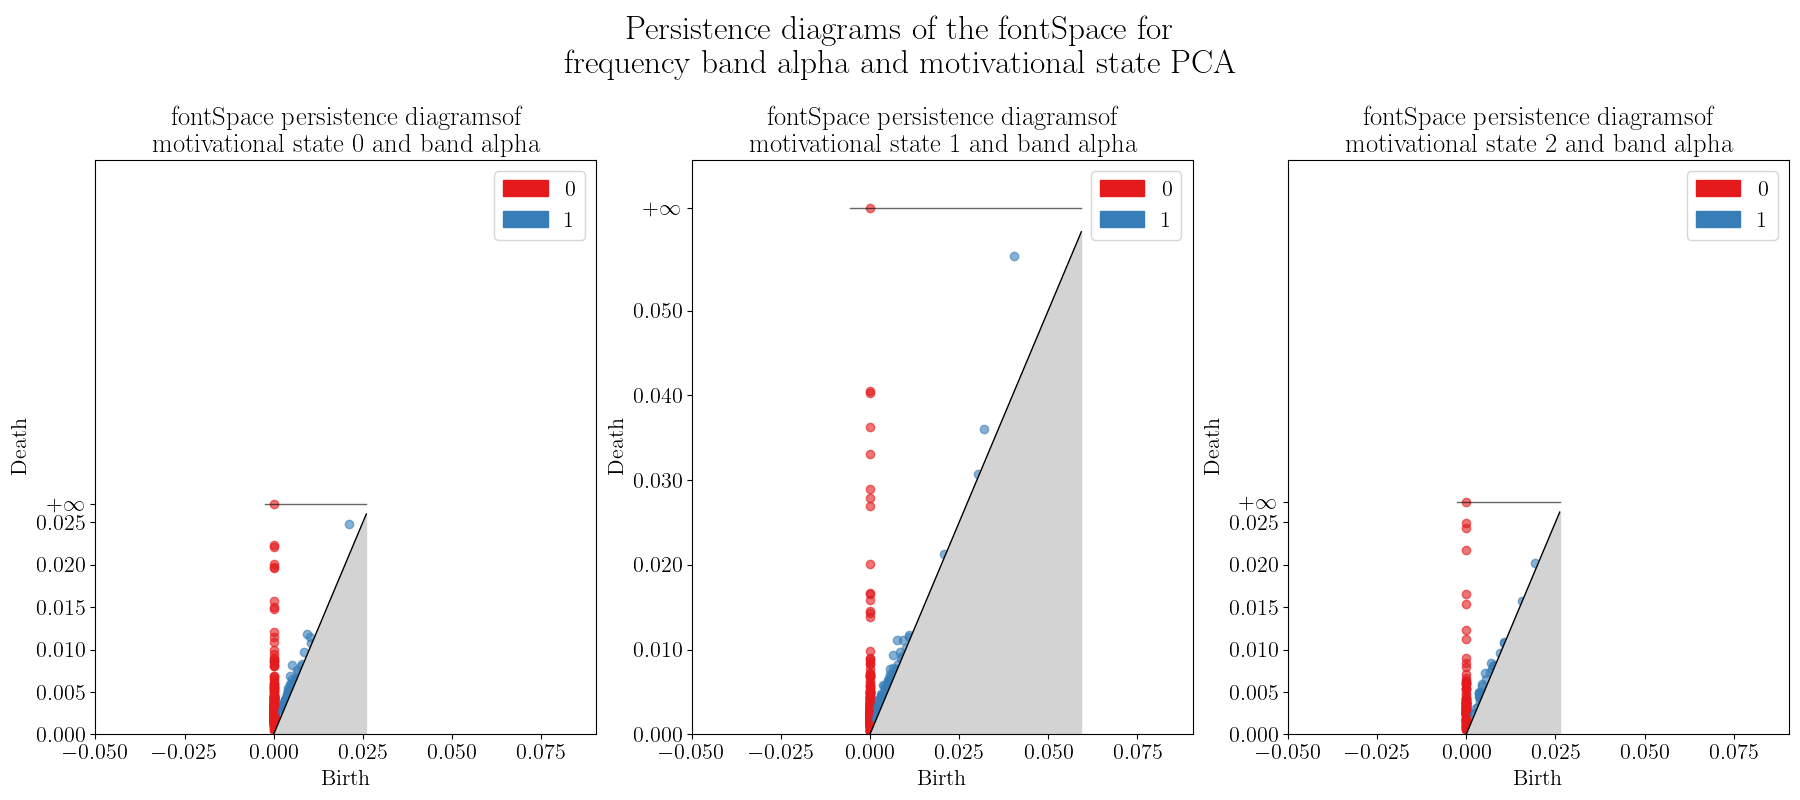 Persistence diagrams of the fontSpace for
frequency band alpha and motivational state PCA
fontSpace persistence diagramsof
motivational state 0 and band alpha
0
1
+∞
0.025
0.020
0.015
0.010
0.005
0.000
Death
−0.050 −0.025 0.000 0.025 0.050 0.075
Birth
fontSpace persistence diagramsof
motivational state 1 and band alpha
0
1
+∞
0.050
0.040
0.030
0.020
0.010
0.000
Death
−0.050 −0.025 0.000 0.025 0.050 0.075
Birth
fontSpace persistence diagramsof
motivational state 2 and band alpha
0
1
+∞
0.025
0.020
0.015
0.010
0.005
0.000
Death
−0.050 −0.025 0.000 0.025 0.050 0.075
Birth